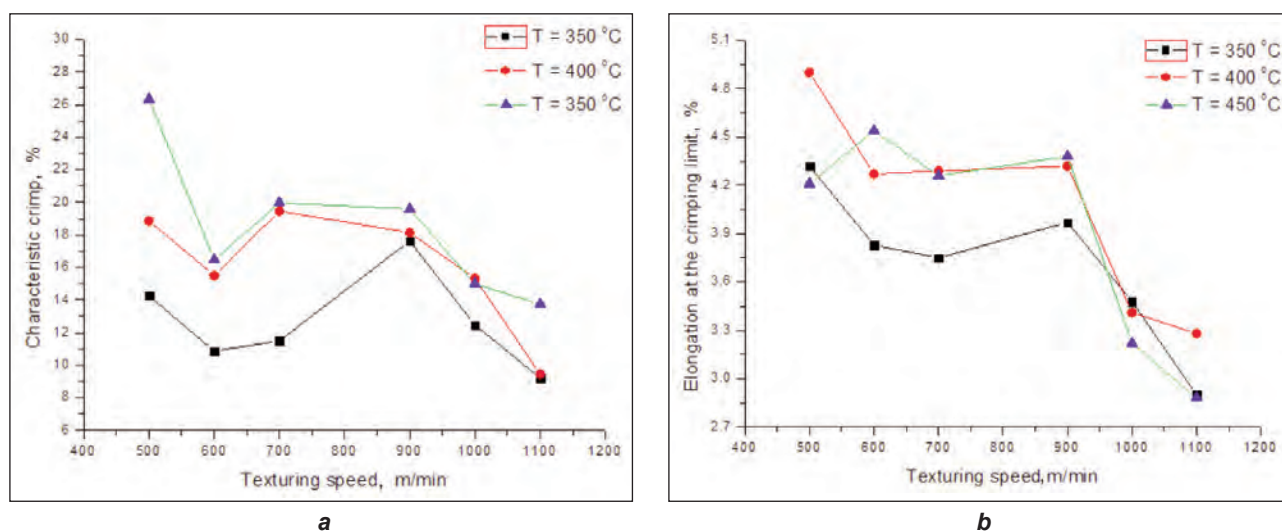 30
28
26
24
22
20
18
16
14
12
10
8
6
Characteristic crimp, %
T = 350 °C
T = 400 °C
T = 350 °C
400 500 600 700 800 900 1000 1100 1200
Texturing speed, m/min
a
5.1
4.8
4.5
4.2
3.9
3.6
3.3
3.0
2.7
Elongation at the crimping limit, %
T = 350 °C
T = 400 °C
T = 450 °C
400 500 600 700 800 900 1000 1100 1200
Texturing speed,m/min
b